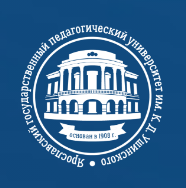 Ярославский государственный педагогический университет им. К. Д. Ушинского
основан в 1908 г.